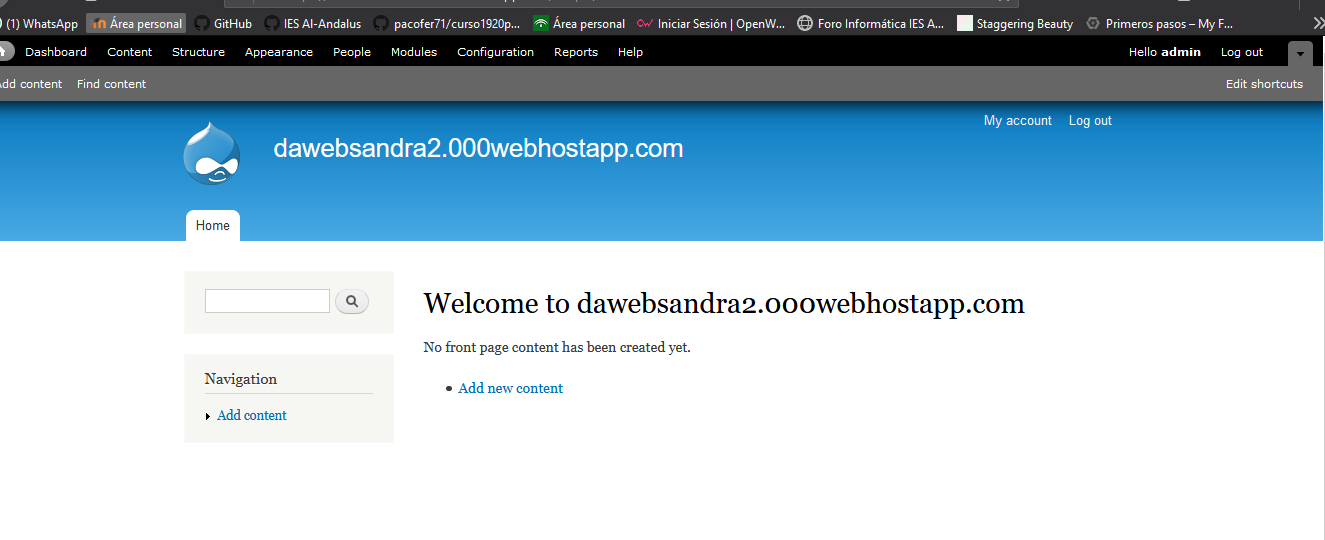 (1) WhatsApp Área personal GitHub IES Al-Andalus pacofer71/curso1920p... Área personal Iniciar Sesión | OpenW... Foro Informática IES A... Staggering Beauty Primeros pasos – My F...
Dashboard Content Structure Appearance People Modules Configuration Reports Help Hello admin Log out
Add content Find content Edit shortcuts
My account Log out
dawebsandra2.000webhostapp.com
Home
Welcome to dawebsandra2.000webhostapp.com
No front page content has been created yet.
Add new content
Navigation
Add content